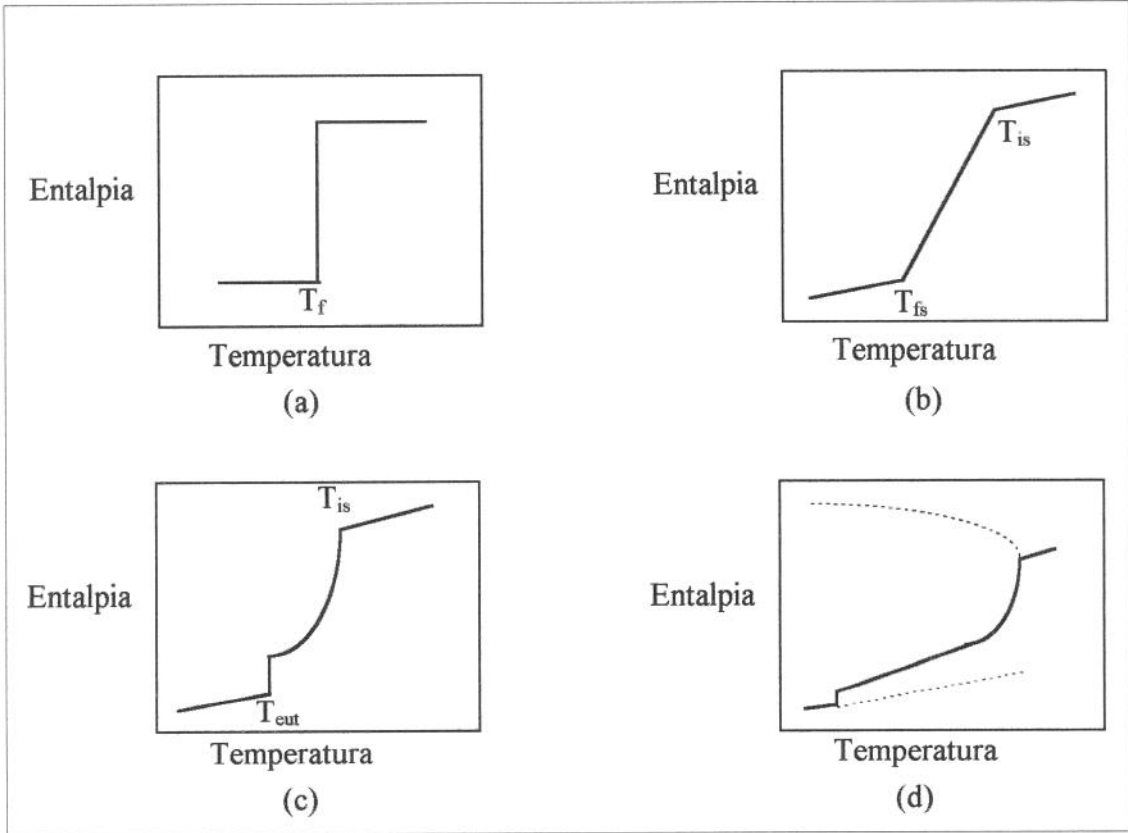 Entalpia
T_f
Temperatura
(a)
Entalpia
T_is
T_fs
Temperatura
(b)
Entalpia
T_is
T_eut
Temperatura
(c)
Entalpia
Temperatura
(d)